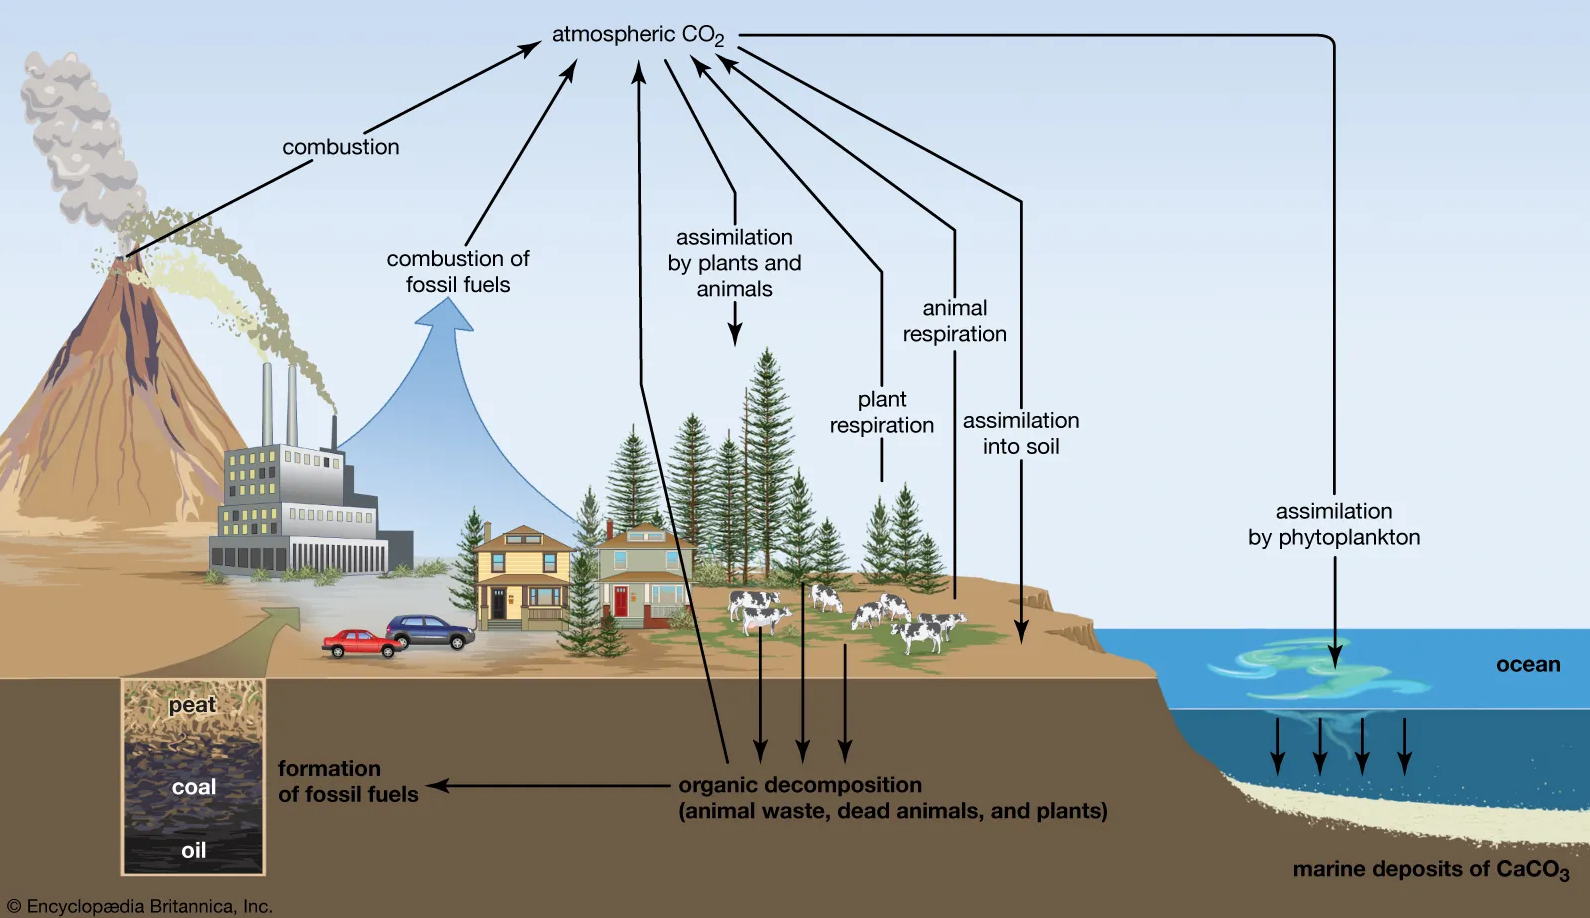 atmospheric CO₂
combustion
combustion of
fossil fuels
assimilation
by plants and
animals
animal
respiration
plant
respiration
assimilation
into soil
assimilation
by phytoplankton
ocean
peat
coal
oil
formation
of fossil fuels
organic decomposition
(animal waste, dead animals, and plants)
marine deposits of CaCO₃
© Encyclopædia Britannica, Inc.